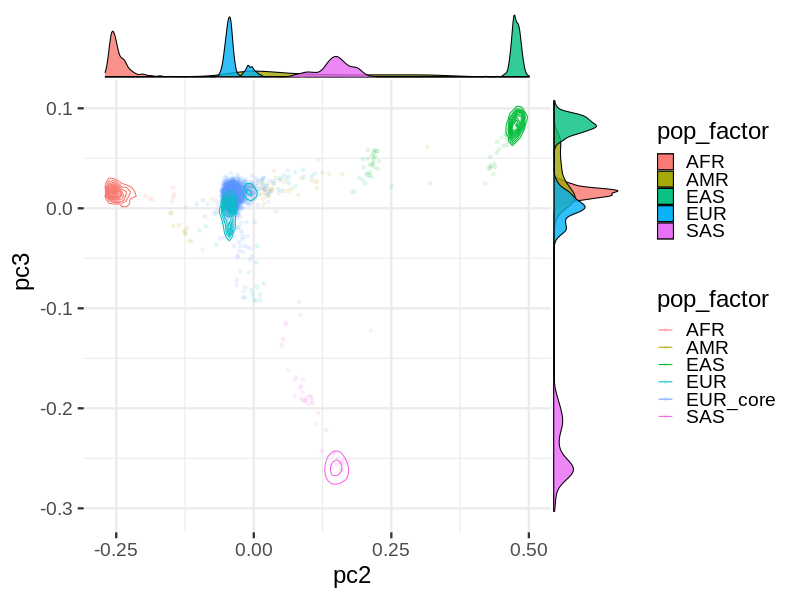 0.1
0.0
-0.1
-0.2
-0.3
pc3
-0.25
0.00
0.25
0.50
pc2
pop_factor
AFR
AMR
EAS
EUR
SAS
pop_factor
AFR
AMR
EAS
EUR
EUR_core
SAS